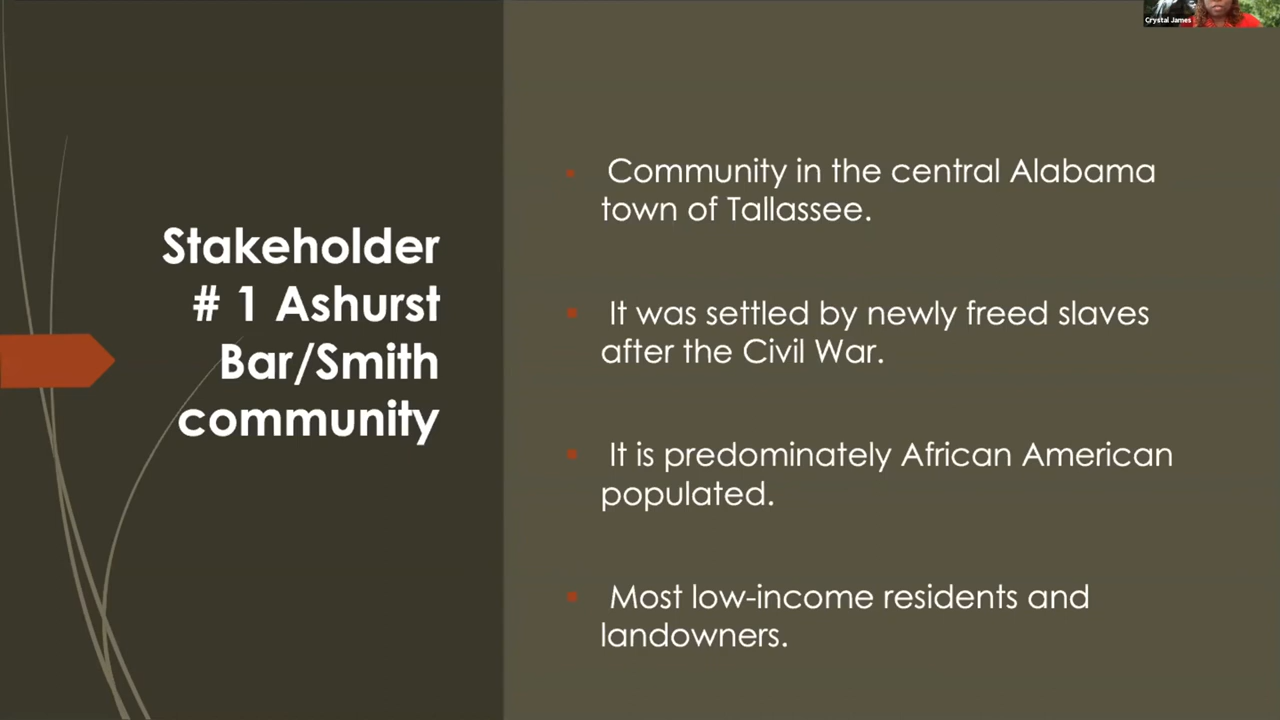 Crystal James
Stakeholder
# 1 Ashurst
Bar/Smith
community
Community in the central Alabama
town of Tallassee.
It was settled by newly freed slaves
after the Civil War.
It is predominately African American
populated.
Most low-income residents and
landowners.